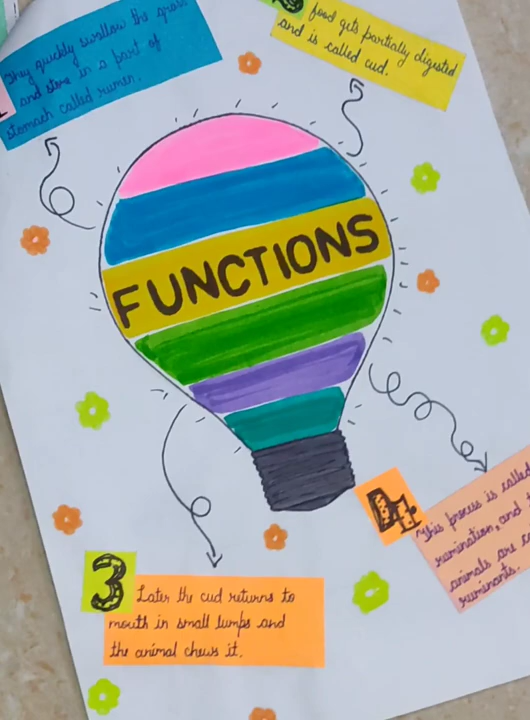 They quickly swallow the grass
and store in a part of
stomach called rumen.
food gets partially digested
and is called cud.
FUNCTIONS
3 Later the cud returns to
mouth in small lumps and
the animal chews it.
4 This process is called
rumination, and
animals are
ruminants.